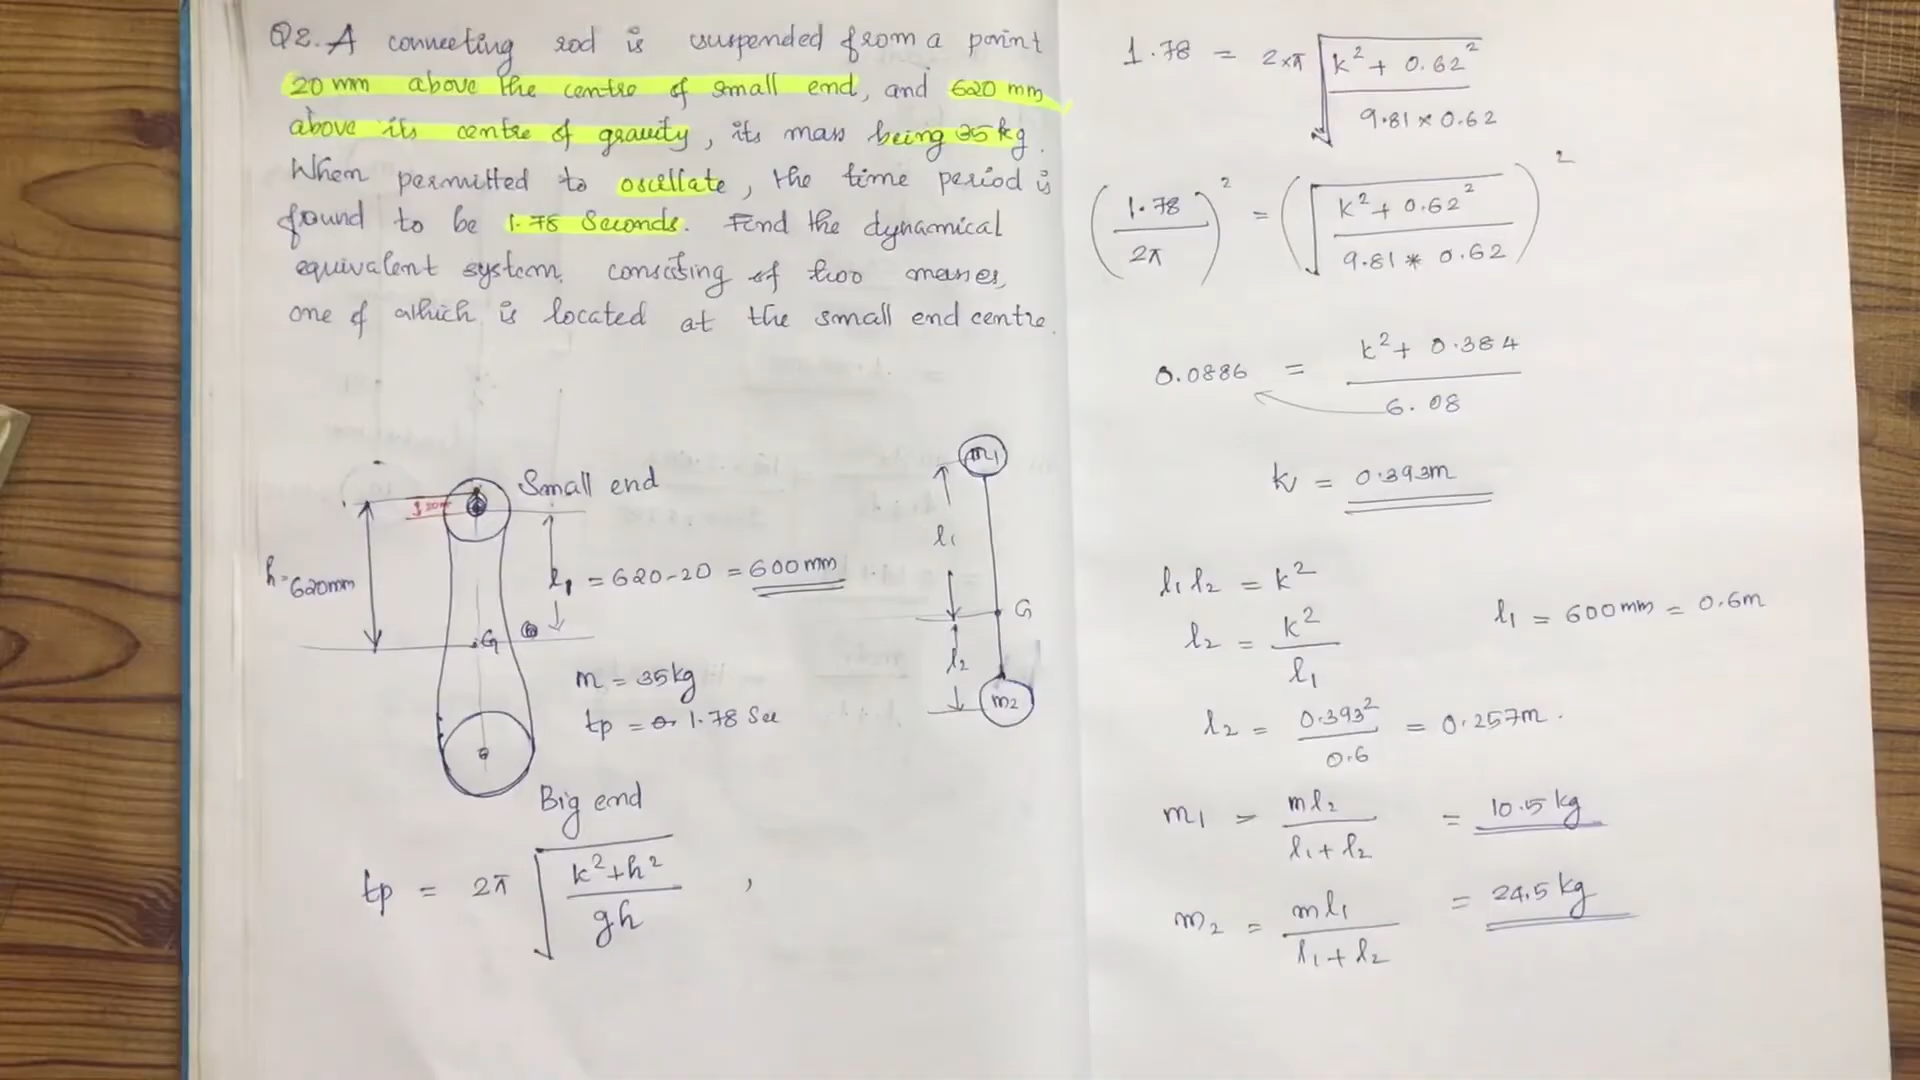 Q2. A connecting rod is suspended from a point
20 mm above the centre of small end, and 620 mm
above its centre of gravity, its mass being 35 kg.
When permitted to oscillate, the time period is
found to be 1.78 Seconds. Find the dynamical
equivalent system consisting of two masses,
one of which is located at the small end centre.
Small end
20m
h = 620mm
l₁ = 620-20 = 600 mm
G
m = 35kg
tp = 1.78 Sec
Big end
m1
l₁
G
l₂
m2
tp = 2π √((k²+h²)/(gh)) ,
1.78 = 2×π √((k² + 0.62²)/(9.81 × 0.62))
(1.78/2π)² = (√((k² + 0.62²)/(9.81 * 0.62)))²
0.0886 = (k² + 0.384)/6.08
k = 0.393m
l₁ l₂ = k²
l₂ = k²/l₁
l₁ = 600mm = 0.6m
l₂ = 0.393²/0.6 = 0.257m.
m₁ = ml₂/(l₁ + l₂) = 10.5 kg
m₂ = ml₁/(l₁ + l₂) = 24.5 kg